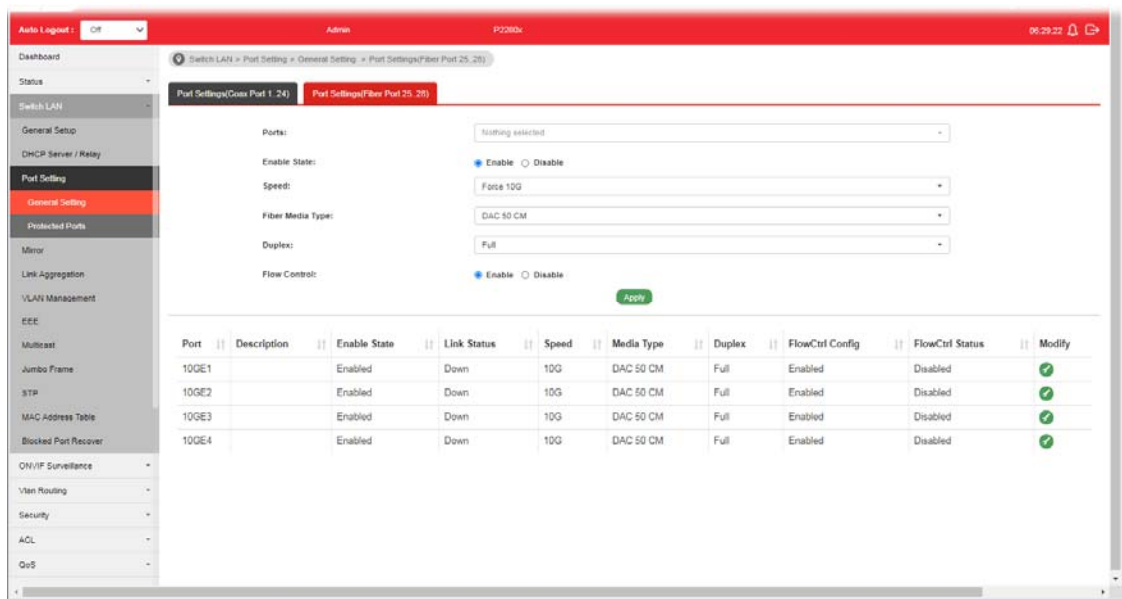 Auto Logout : Off Admin P2280x 06:29:22
Dashboard
Status
Switch LAN
General Setup
DHCP Server / Relay
Port Setting
General Setting
Protected Ports
Mirror
Link Aggregation
VLAN Management
EEE
Multicast
Jumbo Frame
STP
MAC Address Table
Blocked Port Recover
ONVIF Surveillance
Vlan Routing
Security
ACL
QoS
Switch LAN » Port Setting » General Setting » Port Settings(Fiber Port 25..28)
Port Settings(Coax Port 1..24) Port Settings(Fiber Port 25..28)
Ports: Nothing selected
Enable State: Enable Disable
Speed: Force 10G
Fiber Media Type: DAC 50 CM
Duplex: Full
Flow Control: Enable Disable
Apply
Port Description Enable State Link Status Speed Media Type Duplex FlowCtrl Config FlowCtrl Status Modify
10GE1 Enabled Down 10G DAC 50 CM Full Enabled Disabled
10GE2 Enabled Down 10G DAC 50 CM Full Enabled Disabled
10GE3 Enabled Down 10G DAC 50 CM Full Enabled Disabled
10GE4 Enabled Down 10G DAC 50 CM Full Enabled Disabled